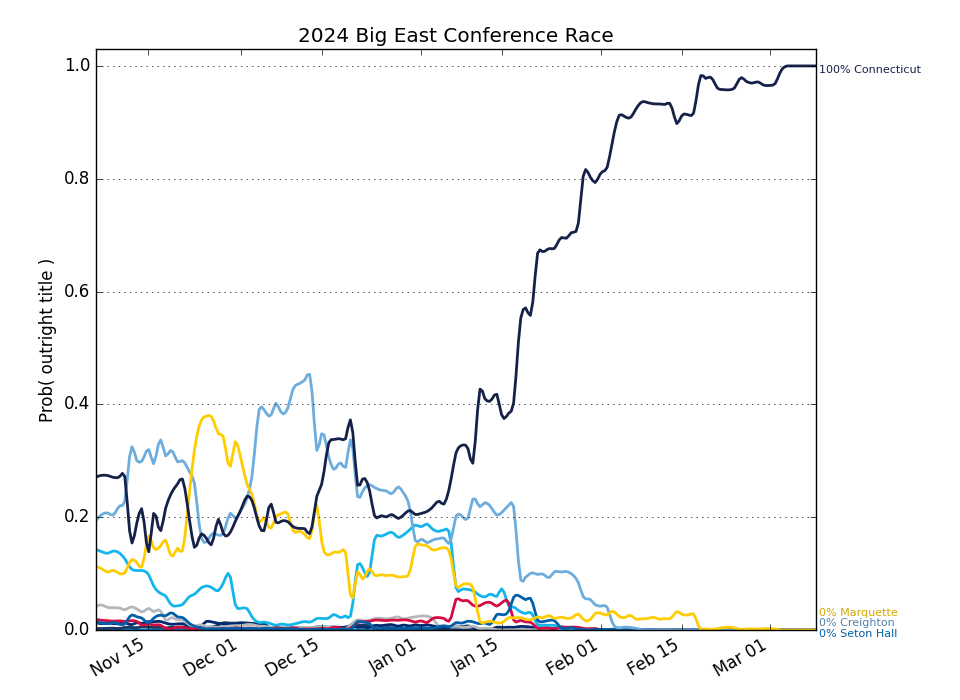 2024 Big East Conference Race
Prob( outright title )
1.0
0.8
0.6
0.4
0.2
0.0
100% Connecticut
0% Marquette
0% Creighton
0% Seton Hall
Nov 15
Dec 01
Dec 15
Jan 01
Jan 15
Feb 01
Feb 15
Mar 01